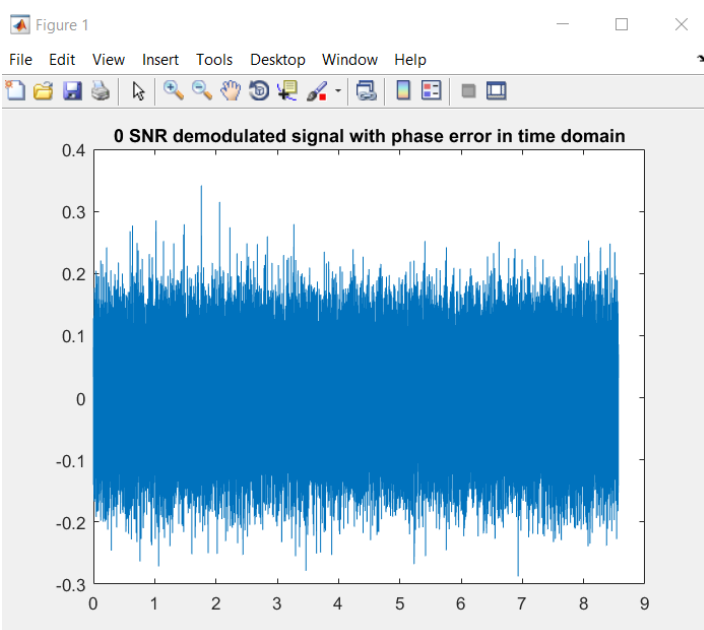 Figure 1
File Edit View Insert Tools Desktop Window Help
0 SNR demodulated signal with phase error in time domain
0.4
0.3
0.2
0.1
0
-0.1
-0.2
-0.3
0 1 2 3 4 5 6 7 8 9